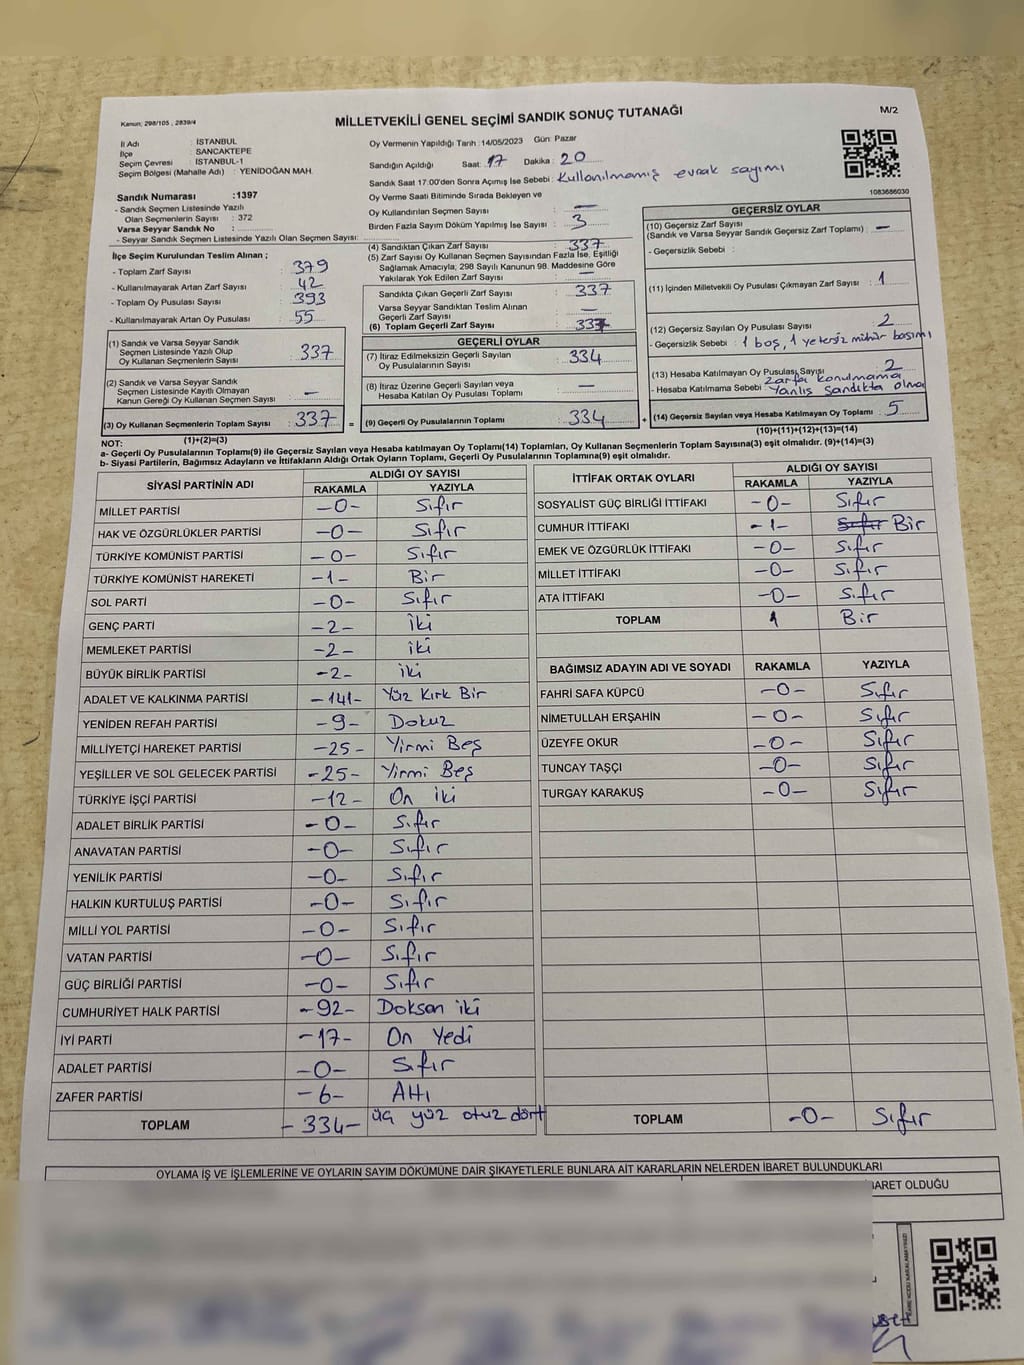 Kanun; 298/105 , 2839/4
MİLLETVEKİLİ GENEL SEÇİMİ SANDIK SONUÇ TUTANAĞI
M/2
İl Adı : İSTANBUL
İlçe : SANCAKTEPE
Seçim Çevresi : İSTANBUL-1
Seçim Bölgesi (Mahalle Adı) : YENİDOĞAN MAH.
Sandık Numarası :1397
- Sandık Seçmen Listesinde Yazılı
Olan Seçmenlerin Sayısı : 372
Varsa Seyyar Sandık No :
- Seyyar Sandık Seçmen Listesinde Yazılı Olan Seçmen Sayısı:
İlçe Seçim Kurulundan Teslim Alınan ;
- Toplam Zarf Sayısı : 379
- Kullanılmayarak Artan Zarf Sayısı : 42
- Toplam Oy Pusulası Sayısı : 393
- Kullanılmayarak Artan Oy Pusulası : 55
(1) Sandık ve Varsa Seyyar Sandık
Seçmen Listesinde Yazılı Olup
Oy Kullanan Seçmenlerin Sayısı : 337
(2) Sandık ve Varsa Seyyar Sandık
Seçmen Listesinde Kayıtlı Olmayan
Kanun Gereği Oy Kullanan Seçmen Sayısı : —
(3) Oy Kullanan Seçmenlerin Toplam Sayısı : 337
(1)+(2)=(3)
Oy Vermenin Yapıldığı Tarih :14/05/2023 Gün: Pazar
Sandığın Açıldığı Saat: 17 Dakika : 20
Sandık Saat 17:00'den Sonra Açılmış İse Sebebi : Kullanılmamış evrak sayımı
Oy Verme Saati Bitiminde Sırada Bekleyen ve
Oy Kullandırılan Seçmen Sayısı : —
Birden Fazla Sayım Döküm Yapılmış İse Sayısı : 3
(4) Sandıktan Çıkan Zarf Sayısı : 337
(5) Zarf Sayısı Oy Kullanan Seçmen Sayısından Fazla İse, Eşitliği
Sağlamak Amacıyla; 298 Sayılı Kanunun 98. Maddesine Göre
Yakılarak Yok Edilen Zarf Sayısı : —
Sandıkta Çıkan Geçerli Zarf Sayısı : 337
Varsa Seyyar Sandıktan Teslim Alınan
Geçerli Zarf Sayısı : —
(6) Toplam Geçerli Zarf Sayısı : 337
GEÇERLİ OYLAR
(7) İtiraz Edilmeksizin Geçerli Sayılan
Oy Pusulalarının Sayısı : 334
(8) İtiraz Üzerine Geçerli Sayılan veya
Hesaba Katılan Oy Pusulası Toplamı : —
= (9) Geçerli Oy Pusulalarının Toplamı : 334 +
1083686030
GEÇERSİZ OYLAR
(10) Geçersiz Zarf Sayısı
(Sandık ve Varsa Seyyar Sandık Geçersiz Zarf Toplamı) : —
- Geçersizlik Sebebi :
(11) İçinden Milletvekili Oy Pusulası Çıkmayan Zarf Sayısı : 1
(12) Geçersiz Sayılan Oy Pusulası Sayısı : 2
- Geçersizlik Sebebi : 1 boş, 1 yetersiz mühür basımı
(13) Hesaba Katılmayan Oy Pusulası Sayısı : 2
- Hesaba Katılmama Sebebi : Zarfa konulmama
Yanlış sandıkta olma
(14) Geçersiz Sayılan veya Hesaba Katılmayan Oy Toplamı : 5
(10)+(11)+(12)+(13)=(14)
NOT:
a- Geçerli Oy Pusulalarının Toplamı(9) ile Geçersiz Sayılan veya Hesaba katılmayan Oy Toplamı(14) Toplamları, Oy Kullanan Seçmenlerin Toplam Sayısına(3) eşit olmalıdır. (9)+(14)=(3)
b- Siyasi Partilerin, Bağımsız Adayların ve İttifakların Aldığı Ortak Oyların Toplamı, Geçerli Oy Pusulalarının Toplamına(9) eşit olmalıdır.
SİYASİ PARTİNİN ADI ALDIĞI OY SAYISI
RAKAMLA YAZIYLA
MİLLET PARTİSİ -0- Sıfır
HAK VE ÖZGÜRLÜKLER PARTİSİ -0- Sıfır
TÜRKİYE KOMÜNİST PARTİSİ -0- Sıfır
TÜRKİYE KOMÜNİST HAREKETİ -1- Bir
SOL PARTİ -0- Sıfır
GENÇ PARTİ -2- İki
MEMLEKET PARTİSİ -2- iki
BÜYÜK BİRLİK PARTİSİ -2- iki
ADALET VE KALKINMA PARTİSİ -141- Yüz Kırk Bir
YENİDEN REFAH PARTİSİ -9- Dokuz
MİLLİYETÇİ HAREKET PARTİSİ -25- Yirmi Beş
YEŞİLLER VE SOL GELECEK PARTİSİ -25- Yirmi Beş
TÜRKİYE İŞÇİ PARTİSİ -12- On iki
ADALET BİRLİK PARTİSİ -0- Sıfır
ANAVATAN PARTİSİ -0- Sıfır
YENİLİK PARTİSİ -0- Sıfır
HALKIN KURTULUŞ PARTİSİ -0- Sıfır
MİLLİ YOL PARTİSİ -0- Sıfır
VATAN PARTİSİ -0- Sıfır
GÜÇ BİRLİĞİ PARTİSİ -0- Sıfır
CUMHURİYET HALK PARTİSİ -92- Doksan iki
İYİ PARTİ -17- On Yedi
ADALET PARTİSİ -0- Sıfır
ZAFER PARTİSİ -6- Altı
TOPLAM -334- üç yüz otuz dört
İTTİFAK ORTAK OYLARI ALDIĞI OY SAYISI
RAKAMLA YAZIYLA
SOSYALİST GÜÇ BİRLİĞİ İTTİFAKI -0- Sıfır
CUMHUR İTTİFAKI -1- Sıfır Bir
EMEK VE ÖZGÜRLÜK İTTİFAKI -0- Sıfır
MİLLET İTTİFAKI -0- Sıfır
ATA İTTİFAKI -0- Sıfır
TOPLAM 1 Bir
BAĞIMSIZ ADAYIN ADI VE SOYADI RAKAMLA YAZIYLA
FAHRİ SAFA KÜPCÜ -0- Sıfır
NİMETULLAH ERŞAHİN -0- Sıfır
ÜZEYFE OKUR -0- Sıfır
TUNCAY TAŞÇI -0- Sıfır
TURGAY KARAKUŞ -0- Sıfır
TOPLAM -0- Sıfır
OYLAMA İŞ VE İŞLEMLERİNE VE OYLARIN SAYIM DÖKÜMÜNE DAİR ŞİKAYETLERLE BUNLARA AİT KARARLARIN NELERDEN İBARET BULUNDUKLARI
BARET OLDUĞU